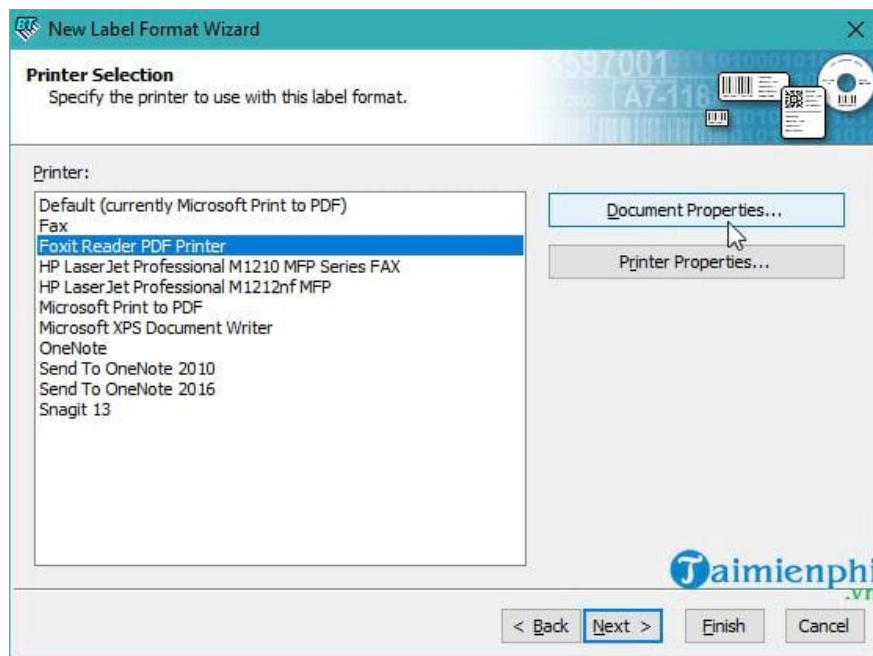 New Label Format Wizard
Printer Selection
Specify the printer to use with this label format.
3597001
A7-118
Printer:
Default (currently Microsoft Print to PDF)
Fax
Foxit Reader PDF Printer
HP LaserJet Professional M1210 MFP Series FAX
HP LaserJet Professional M1212nf MFP
Microsoft Print to PDF
Microsoft XPS Document Writer
OneNote
Send To OneNote 2010
Send To OneNote 2016
Snagit 13
Document Properties...
Printer Properties...
Taimienphi
.vn
< Back
Next >
Finish
Cancel